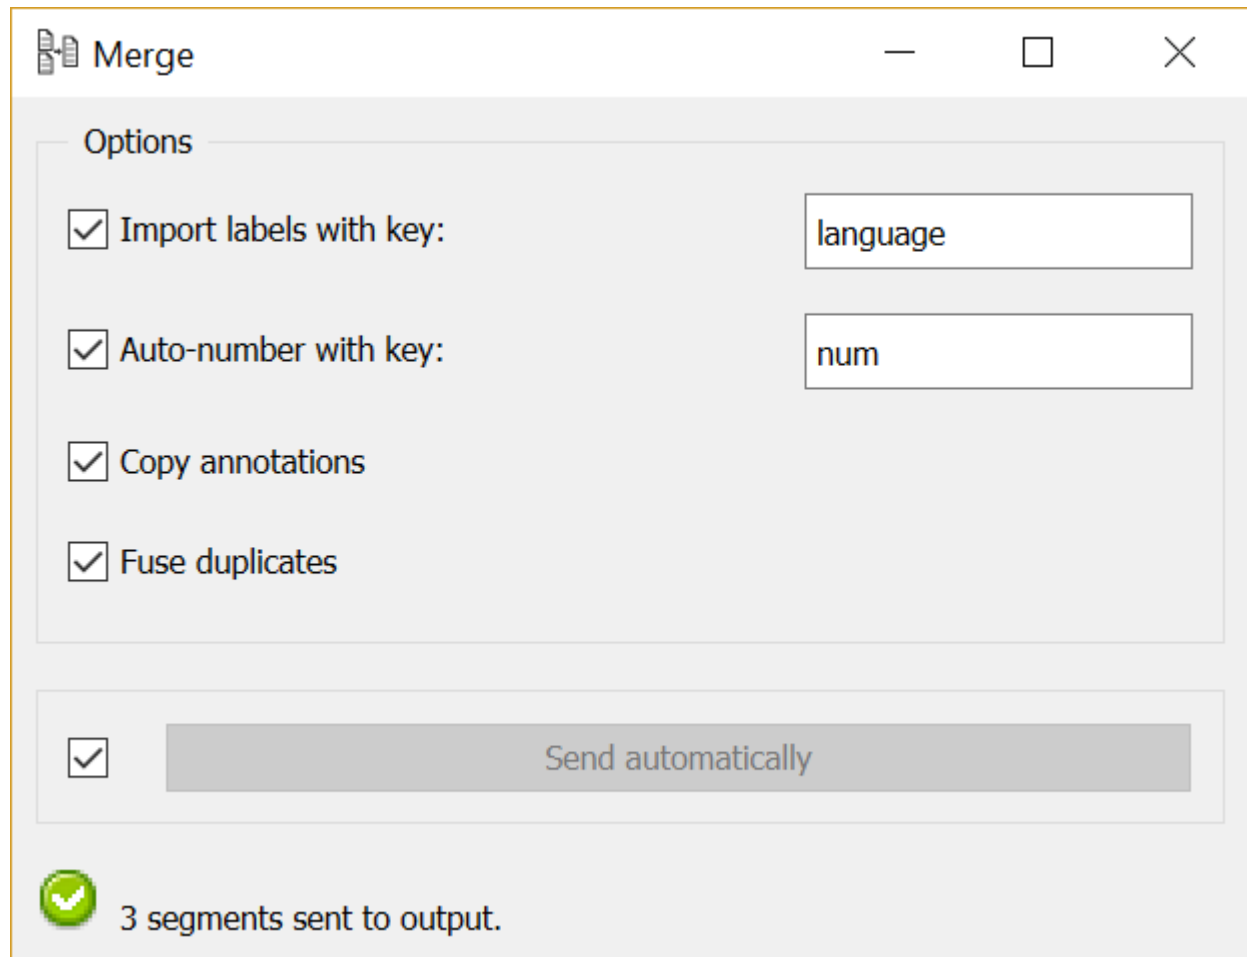 Merge
Options
Import labels with key: language
Auto-number with key: num
Copy annotations
Fuse duplicates
Send automatically
3 segments sent to output.